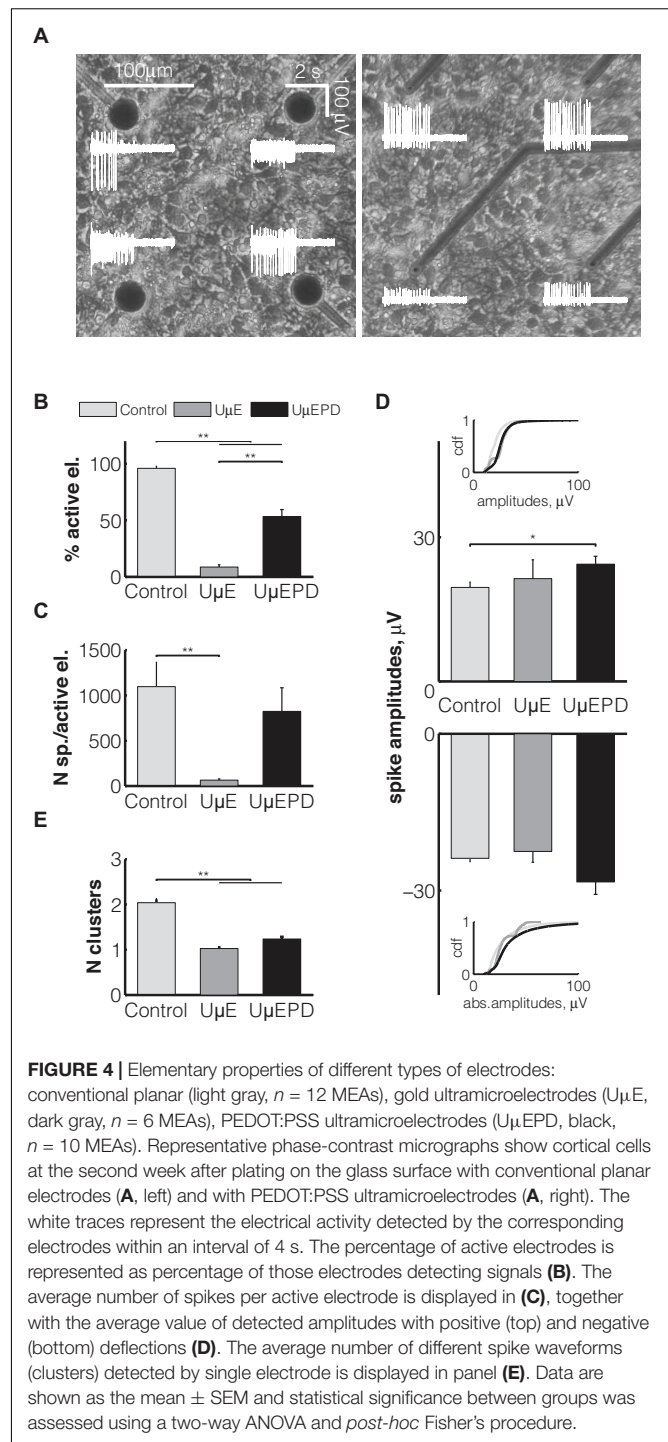 A
100μm
2 s
100 μV
B
Control UμE UμEPD
**
**
100
50
0
% active el.
Control UμE UμEPD
C
**
1500
1000
500
0
N sp./active el.
Control UμE UμEPD
E
**
3
2
1
0
N clusters
Control UμE UμEPD
D
1
cdf
0
0 100
amplitudes, μV
30
*
0
Control UμE UμEPD
spike amplitudes, μV
0
−30
1
cdf
0
0 100
abs.amplitudes, μV
FIGURE 4 | Elementary properties of different types of electrodes:
conventional planar (light gray, n = 12 MEAs), gold ultramicroelectrodes (UμE,
dark gray, n = 6 MEAs), PEDOT:PSS ultramicroelectrodes (UμEPD, black,
n = 10 MEAs). Representative phase-contrast micrographs show cortical cells
at the second week after plating on the glass surface with conventional planar
electrodes (A, left) and with PEDOT:PSS ultramicroelectrodes (A, right). The
white traces represent the electrical activity detected by the corresponding
electrodes within an interval of 4 s. The percentage of active electrodes is
represented as percentage of those electrodes detecting signals (B). The
average number of spikes per active electrode is displayed in (C), together
with the average value of detected amplitudes with positive (top) and negative
(bottom) deflections (D). The average number of different spike waveforms
(clusters) detected by single electrode is displayed in panel (E). Data are
shown as the mean ± SEM and statistical significance between groups was
assessed using a two-way ANOVA and post-hoc Fisher's procedure.